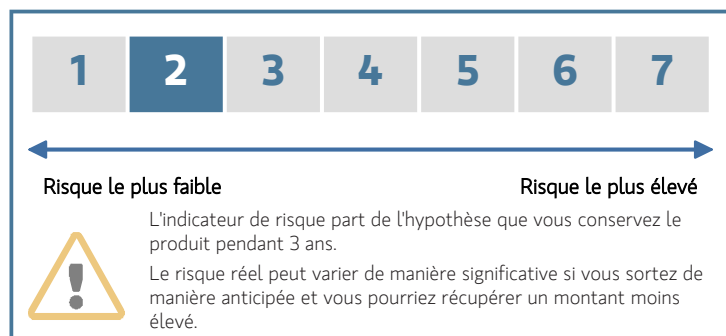 1 2 3 4 5 6 7
Risque le plus faible Risque le plus élevé
L'indicateur de risque part de l'hypothèse que vous conservez le
produit pendant 3 ans.
Le risque réel peut varier de manière significative si vous sortez de
manière anticipée et vous pourriez récupérer un montant moins
élevé.